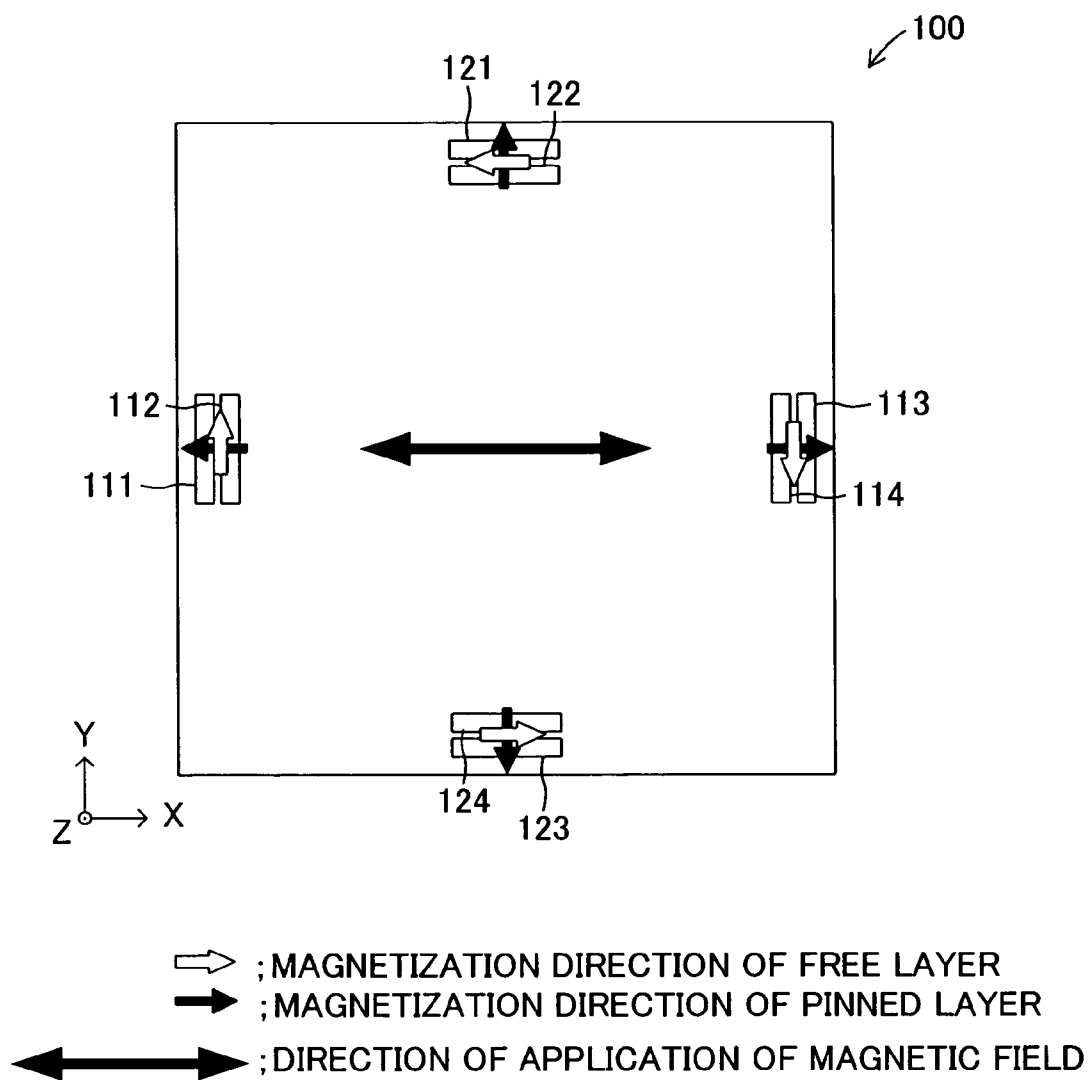 100
121
122
112
113
111
114
124
123
Y
Z
X
;MAGNETIZATION DIRECTION OF FREE LAYER
;MAGNETIZATION DIRECTION OF PINNED LAYER
;DIRECTION OF APPLICATION OF MAGNETIC FIELD